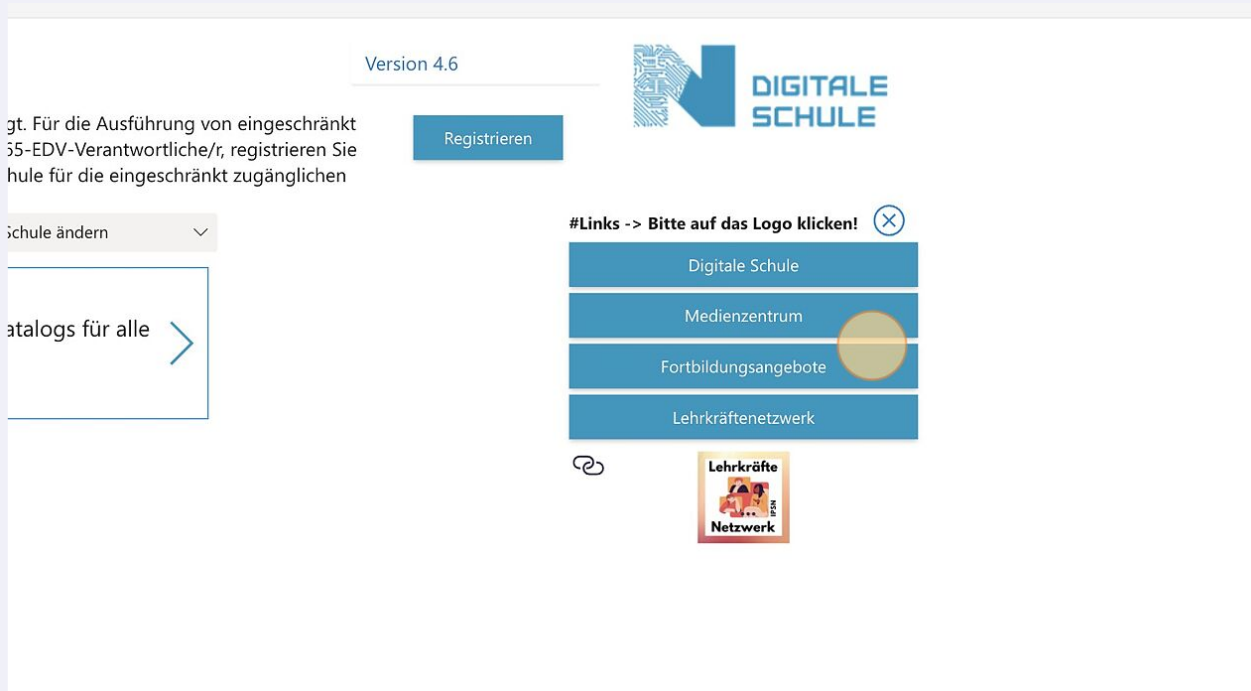 Version 4.6
DIGITALE
SCHULE
gt. Für die Ausführung von eingeschränkt
-EDV-Verantwortliche/r, registrieren Sie
hule für die eingeschränkt zugänglichen
Registrieren
#Links -> Bitte auf das Logo klicken!
Schule ändern
Digitale Schule
Medienzentrum
atalogs für alle
Fortbildungsangebote
Lehrkräftenetzwerk
Lehrkräfte
IPSN
Netzwerk